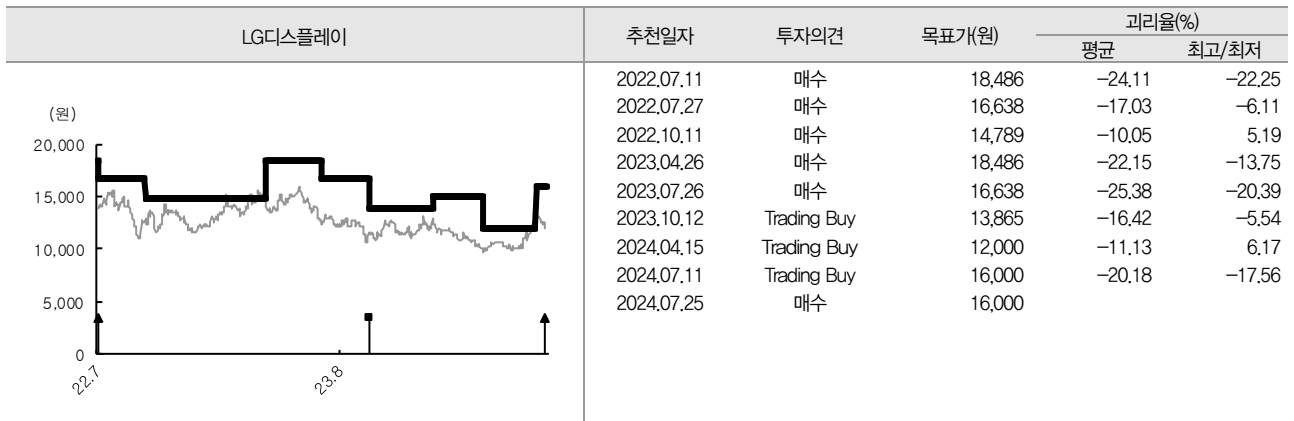 LG디스플레이
(원)
20,000
15,000
10,000
5,000
0
22.7
23.8
추천일자 투자의견 목표가(원) 괴리율(%)
평균 최고/최저
2022.07.11 매수 18,486 −24.11 −22.25
2022.07.27 매수 16,638 −17.03 −6.11
2022.10.11 매수 14,789 −10.05 5.19
2023.04.26 매수 18,486 −22.15 −13.75
2023.07.26 매수 16,638 −25.38 −20.39
2023.10.12 Trading Buy 13,865 −16.42 −5.54
2024.04.15 Trading Buy 12,000 −11.13 6.17
2024.07.11 Trading Buy 16,000 −20.18 −17.56
2024.07.25 매수 16,000